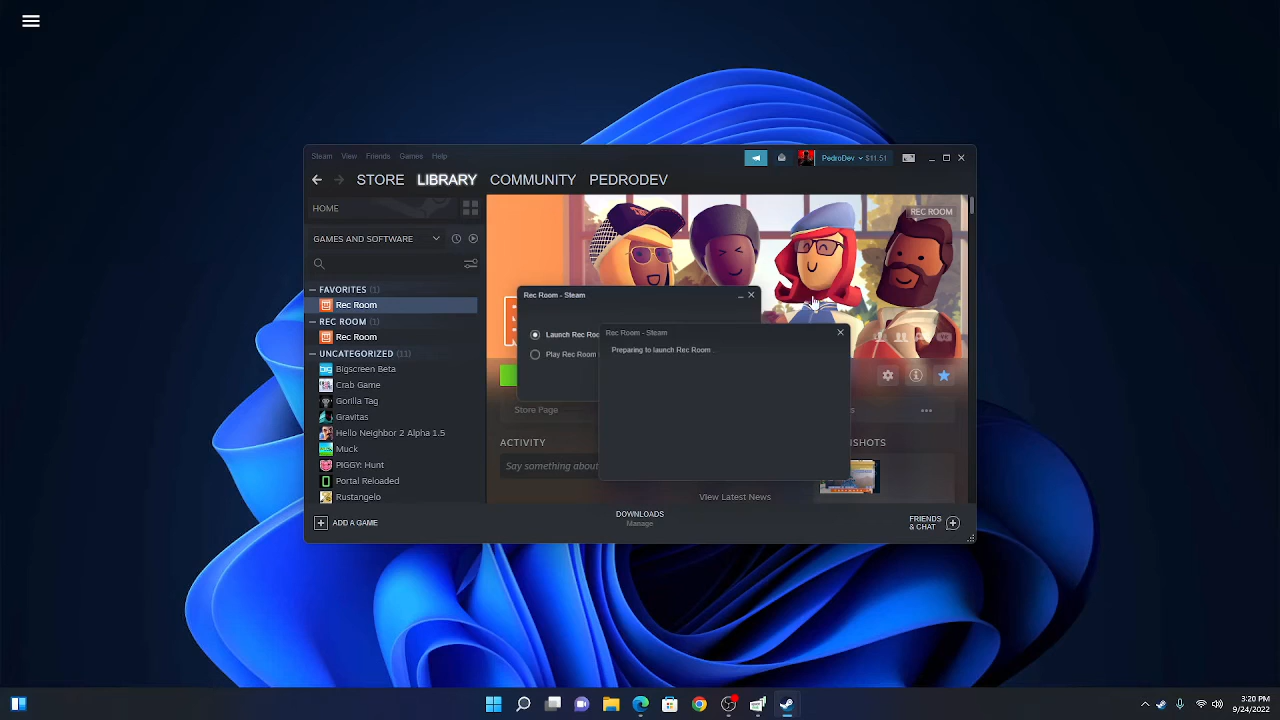 Steam View Friends Games Help
PedroDev $11.51
STORE LIBRARY COMMUNITY PEDRODEV
HOME
REC ROOM
GAMES AND SOFTWARE
FAVORITES (1)
Rec Room
REC ROOM (1)
Rec Room
UNCATEGORIZED (11)
Bigscreen Beta
Crab Game
Gorilla Tag
Gravitas
Hello Neighbor 2 Alpha 1.5
Muck
PIGGY: Hunt
Portal Reloaded
Rustangelo
Rec Room - Steam
Launch Rec Roo
Play Rec Room
Rec Room - Steam
Preparing to launch Rec Room...
Store Page
ACTIVITY
Say something about
View Latest News
ADD A GAME
DOWNLOADS
Manage
FRIENDS
& CHAT
3:20 PM
9/24/2022